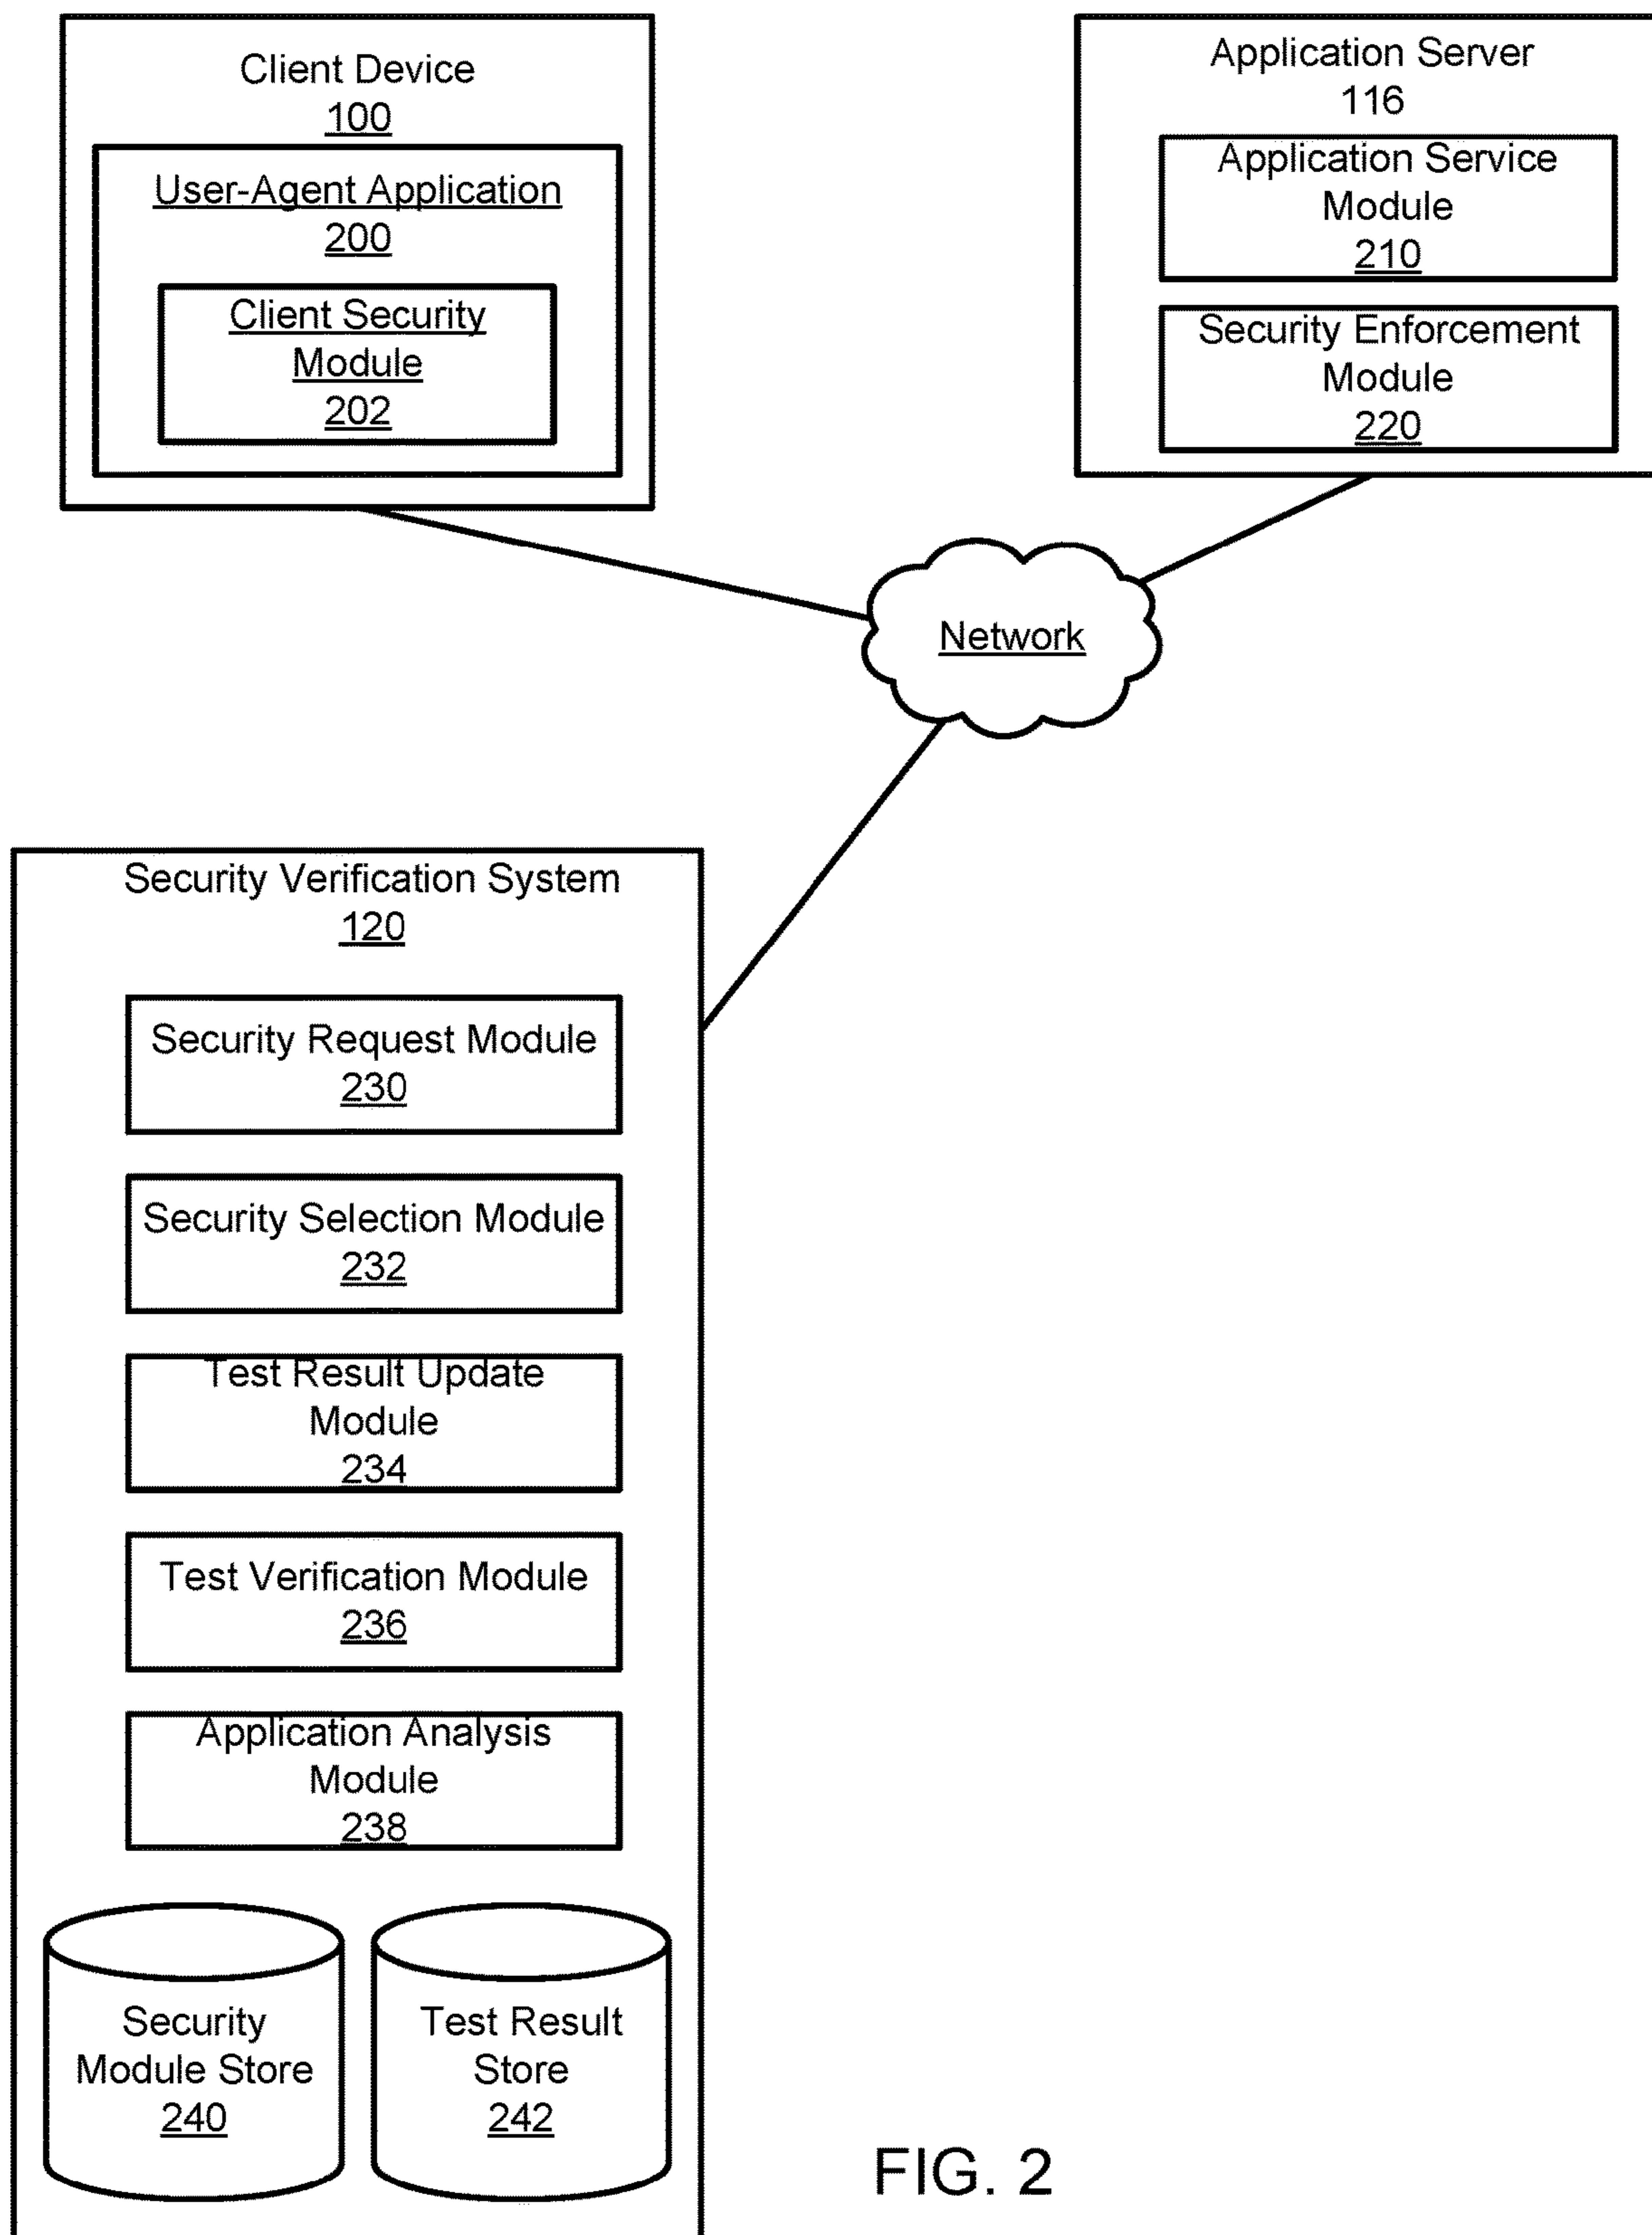 Client Device
100
User-Agent Application
200
Client Security
Module
202
Application Server
116
Application Service
Module
210
Security Enforcement
Module
220
Network
Security Verification System
120
Security Request Module
230
Security Selection Module
232
Test Result Update
Module
234
Test Verification Module
236
Application Analysis
Module
238
Security
Module Store
240
Test Result
Store
242
FIG. 2